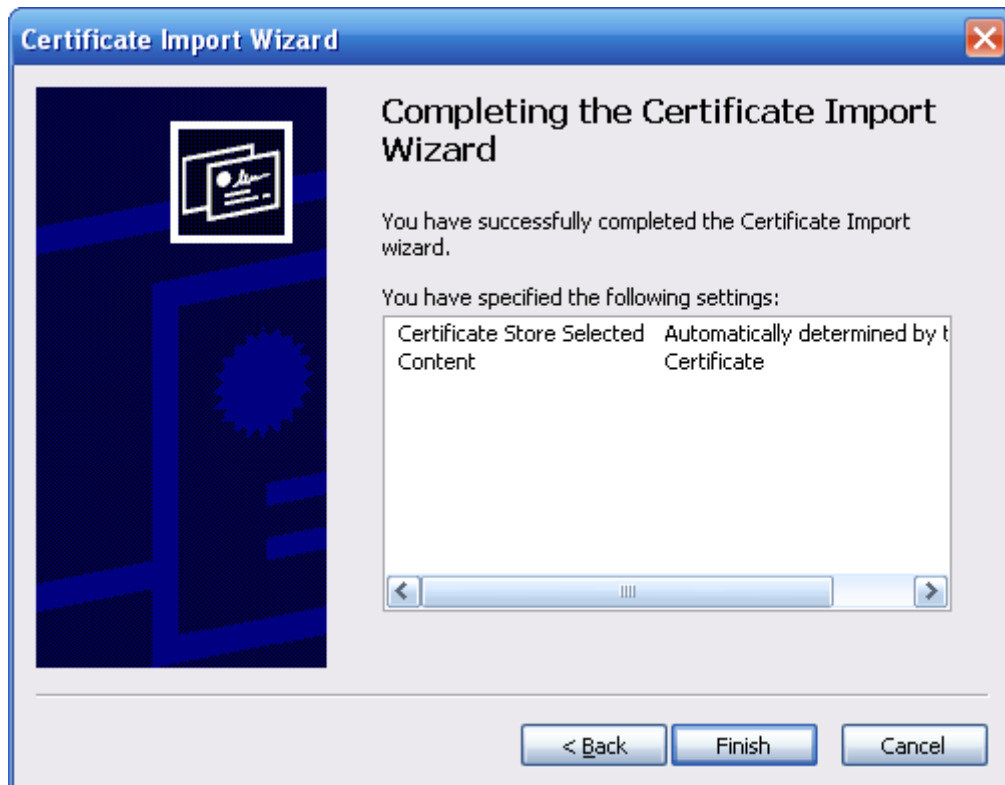 Certificate Import Wizard
Completing the Certificate Import
Wizard
You have successfully completed the Certificate Import
wizard.
You have specified the following settings:
Certificate Store Selected Automatically determined by t
Content Certificate
< Back Finish Cancel